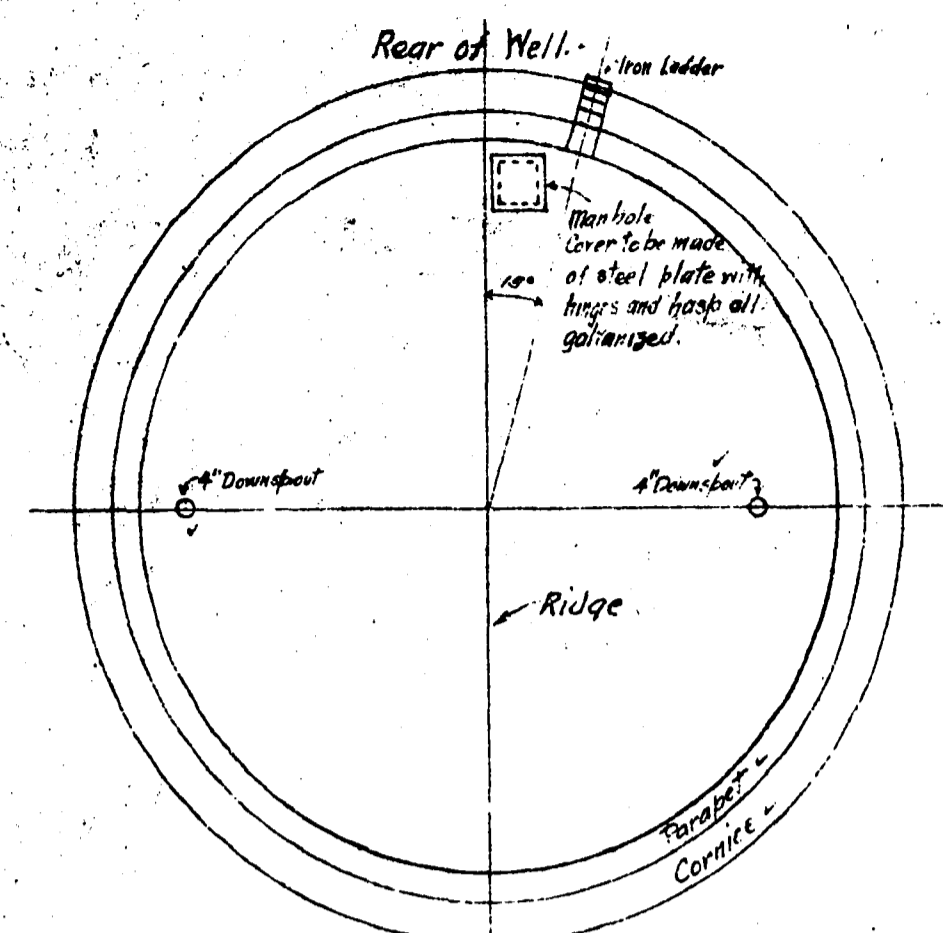 Rear of Well.
Iron Ladder
Manhole
Cover to be made
of steel plate with
hinges and hasp all
galvanized.
15°
4" Downspout
4" Downspout
Ridge
Parapet
Cornice